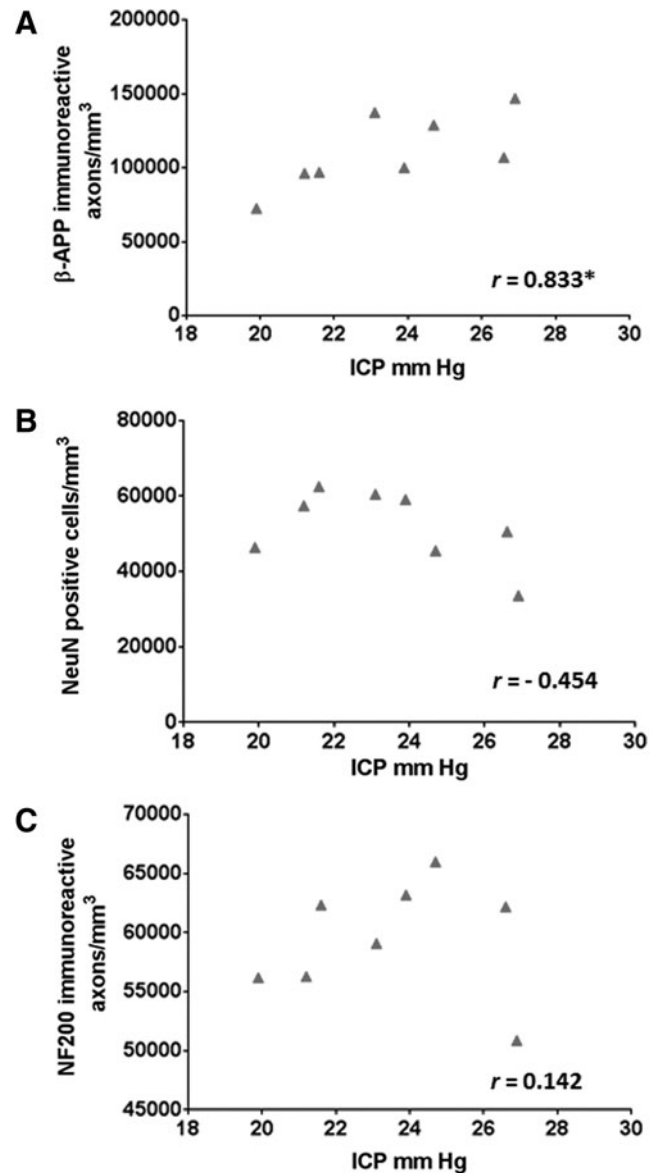 A
β-APP immunoreactive
axons/mm³
200000
150000
100000
50000
0
18 20 22 24 26 28 30
r = 0.833*
ICP mm Hg
B
NeuN positive cells/mm³
80000
60000
40000
20000
0
18 20 22 24 26 28 30
r = - 0.454
ICP mm Hg
C
NF200 immunoreactive
axons/mm³
70000
65000
60000
55000
50000
45000
18 20 22 24 26 28 30
r = 0.142
ICP mm Hg